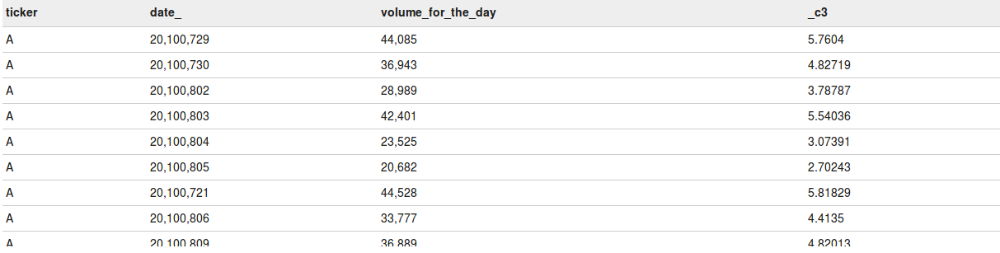 ticker date_ volume_for_the_day _c3
A 20,100,729 44,085 5.7604
A 20,100,730 36,943 4.82719
A 20,100,802 28,989 3.78787
A 20,100,803 42,401 5.54036
A 20,100,804 23,525 3.07391
A 20,100,805 20,682 2.70243
A 20,100,721 44,528 5.81829
A 20,100,806 33,777 4.4135
A 20,100,809 36,889 4.82013